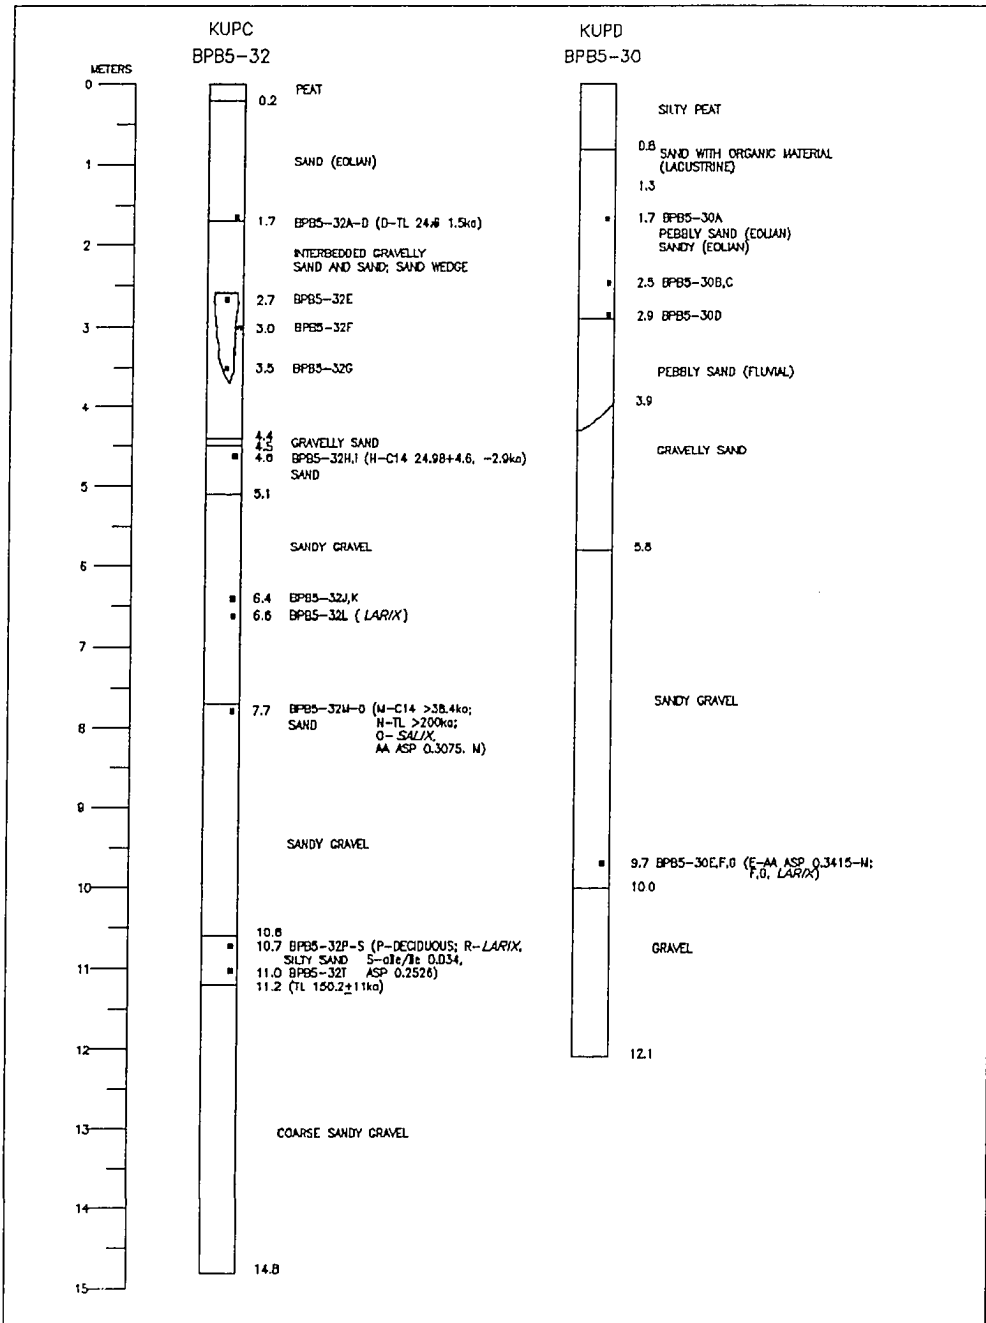 KUPC
BPB5-32
KUPD
BPB5-30
METERS
0
1
2
3
4
5
6
7
8
9
10
11
12
13
14
15
PEAT
0.2
SAND (EOLIAN)
1.7 BPB5-32A-D (D-TL 24.6 1.5ka)
INTERBEDDED GRAVELLY
SAND AND SAND; SAND WEDGE
2.7 BPB5-32E
3.0 BPB5-32F
3.5 BPB5-32G
4.4
4.5 GRAVELLY SAND
4.6 BPB5-32H,I (H-C14 24.98+4.6, -2.9ka)
SAND
5.1
SANDY GRAVEL
6.4 BPB5-32J,K
6.6 BPB5-32L (LARIX)
7.7 BPB5-32M-O (M-C14 >38.4ka;
SAND N-TL >200ka;
O-SALIX,
AA ASP 0.3075. N)
SANDY GRAVEL
10.6
10.7 BPB5-32P-S (P-DECIDUOUS; R-LARIX,
SILTY SAND S-aIle/Ile 0.034,
11.0 BPB5-32T ASP 0.2526)
11.2 (TL 150.2±11ka)
COARSE SANDY GRAVEL
14.8
SILTY PEAT
0.8 SAND WITH ORGANIC MATERIAL
(LACUSTRINE)
1.3
1.7 BPB5-30A
PEBBLY SAND (EOLIAN)
SANDY (EOLIAN)
2.5 BPB5-30B,C
2.9 BPB5-30D
PEBBLY SAND (FLUVIAL)
3.9
GRAVELLY SAND
5.8
SANDY GRAVEL
9.7 BPB5-30E,F,G (E-AA ASP 0.3415-N;
F,G, LARIX)
10.0
GRAVEL
12.1